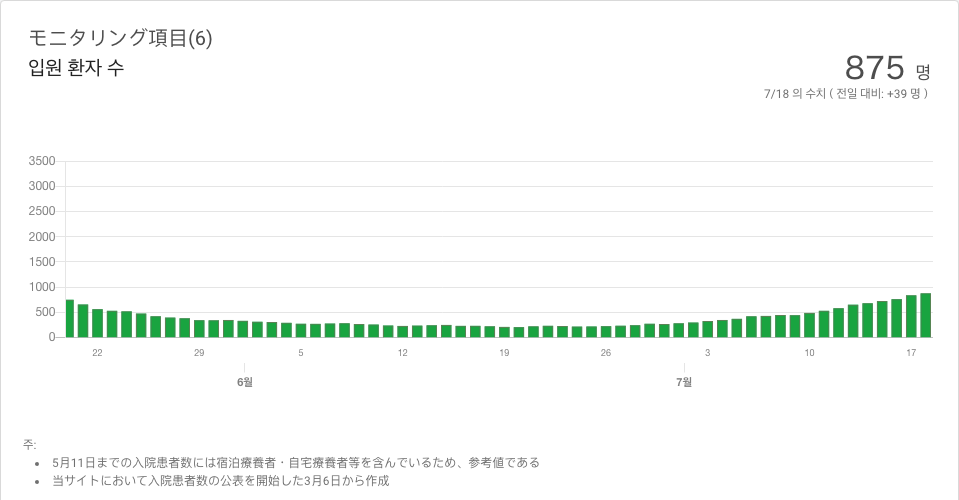 モニタリング項目(6)
입원 환자 수
875 명
7/18 의 수치 ( 전일 대비: +39 명 )
3500
3000
2500
2000
1500
1000
500
0
22 29 5 12 19 26 3 10 17
6월 7월
주:
• 5月11日までの入院患者数には宿泊療養者・自宅療養者等を含んでいるため、参考値である
• 当サイトにおいて入院患者数の公表を開始した3月6日から作成